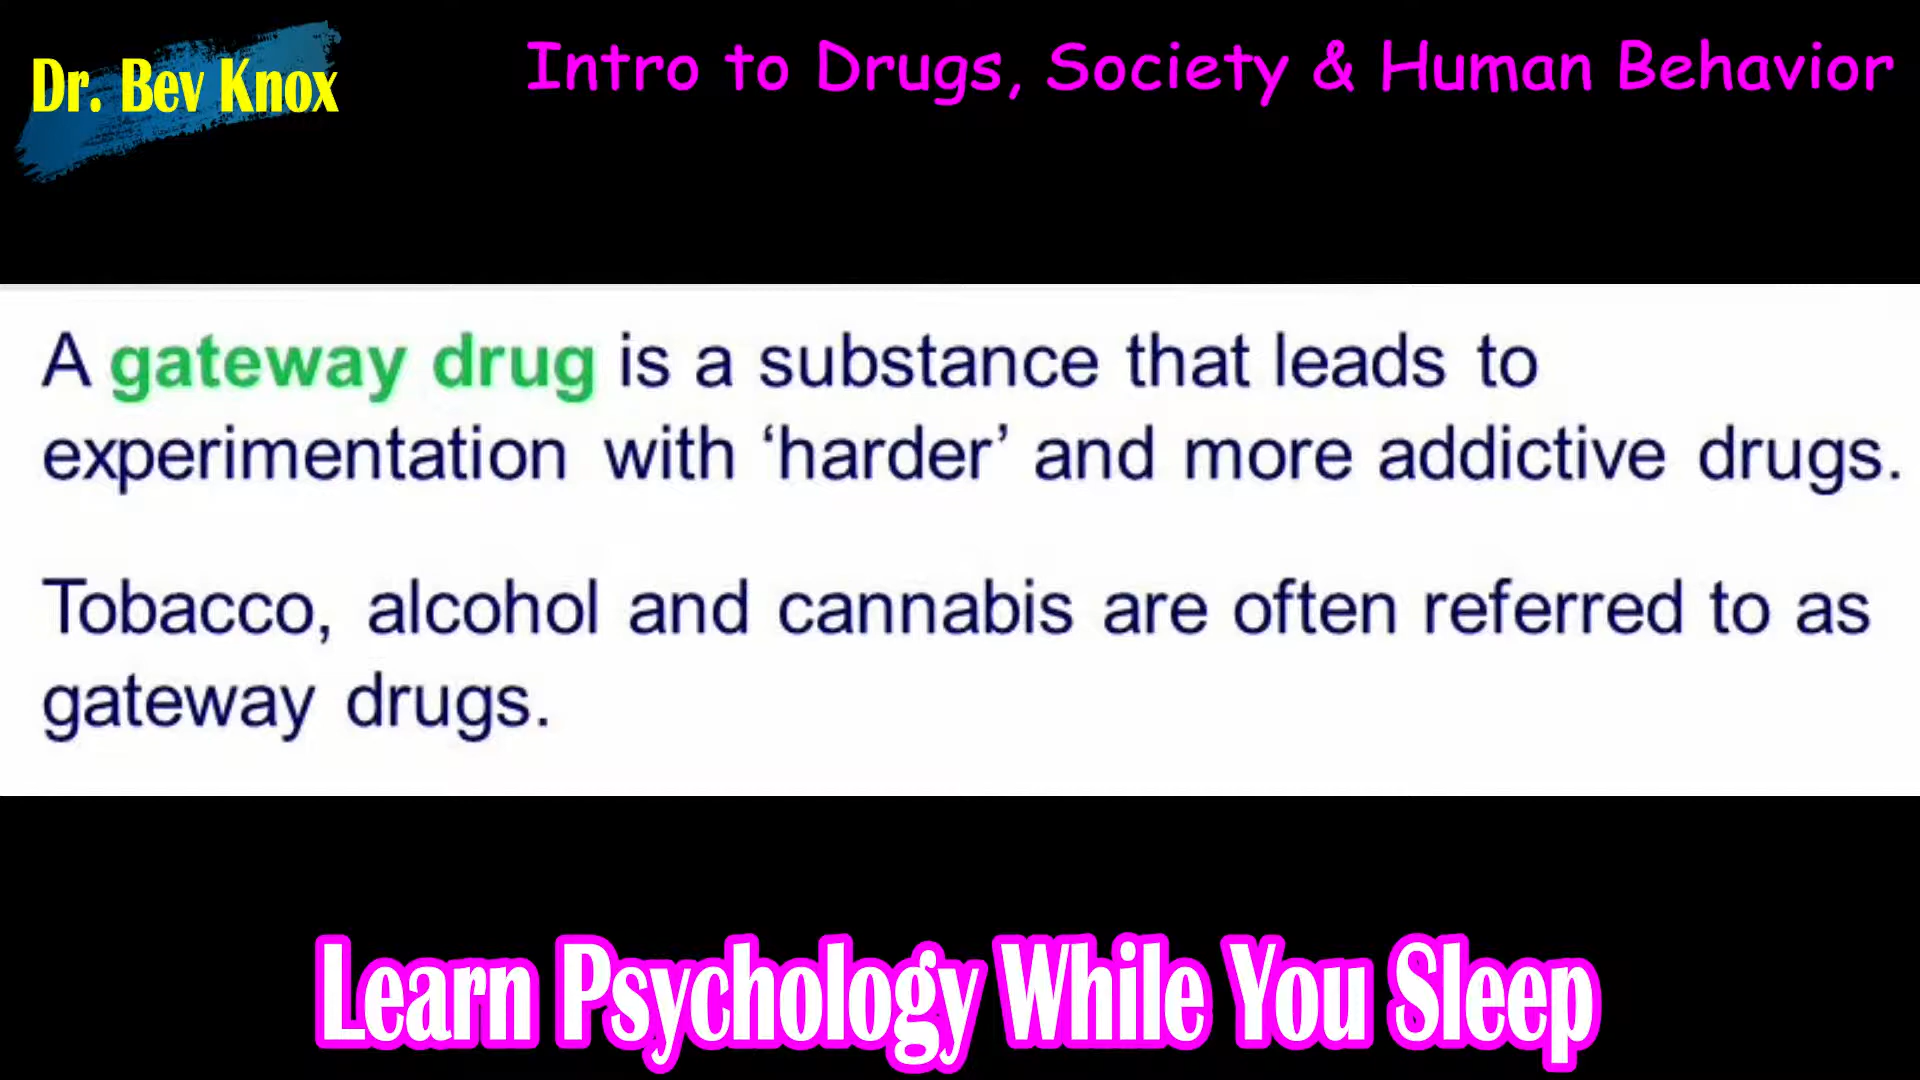 Dr. Bev Knox
Intro to Drugs, Society & Human Behavior
A gateway drug is a substance that leads to
experimentation with ‘harder’ and more addictive drugs.
Tobacco, alcohol and cannabis are often referred to as
gateway drugs.
Learn Psychology While You Sleep